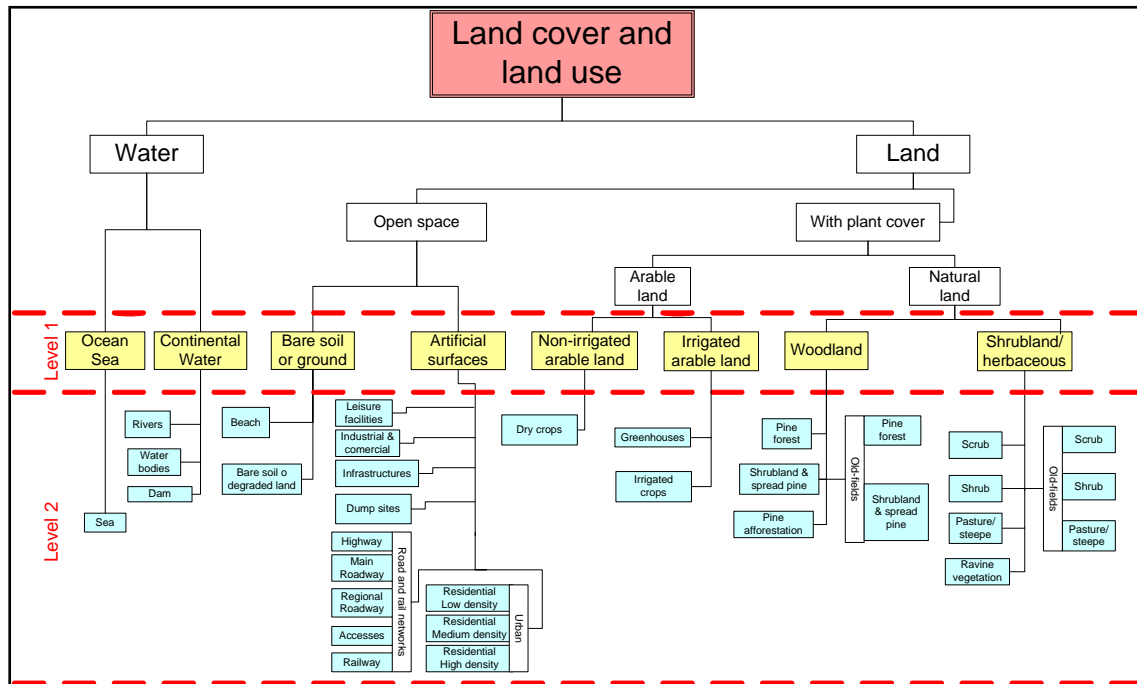 Land cover and
land use
Water
Land
Open space
With plant cover
Arable
land
Natural
land
Level 1
Ocean
Sea
Continental
Water
Bare soil
or ground
Artificial
surfaces
Non-irrigated
arable land
Irrigated
arable land
Woodland
Shrubland/
herbaceous
Level 2
Rivers
Water
bodies
Dam
Sea
Beach
Bare soil o
degraded land
Leisure
facilities
Industrial &
comercial
Infrastructures
Dump sites
Highway
Main
Roadway
Regional
Roadway
Accesses
Railway
Road and rail networks
Residential
Low density
Residential
Medium density
Residential
High density
Urban
Dry crops
Greenhouses
Irrigated
crops
Pine
forest
Shrubland &
spread pine
Pine
afforestation
Old-fields
Pine
forest
Shrubland
& spread
pine
Scrub
Shrub
Pasture/
steepe
Ravine
vegetation
Old-fields
Scrub
Shrub
Pasture/
steepe